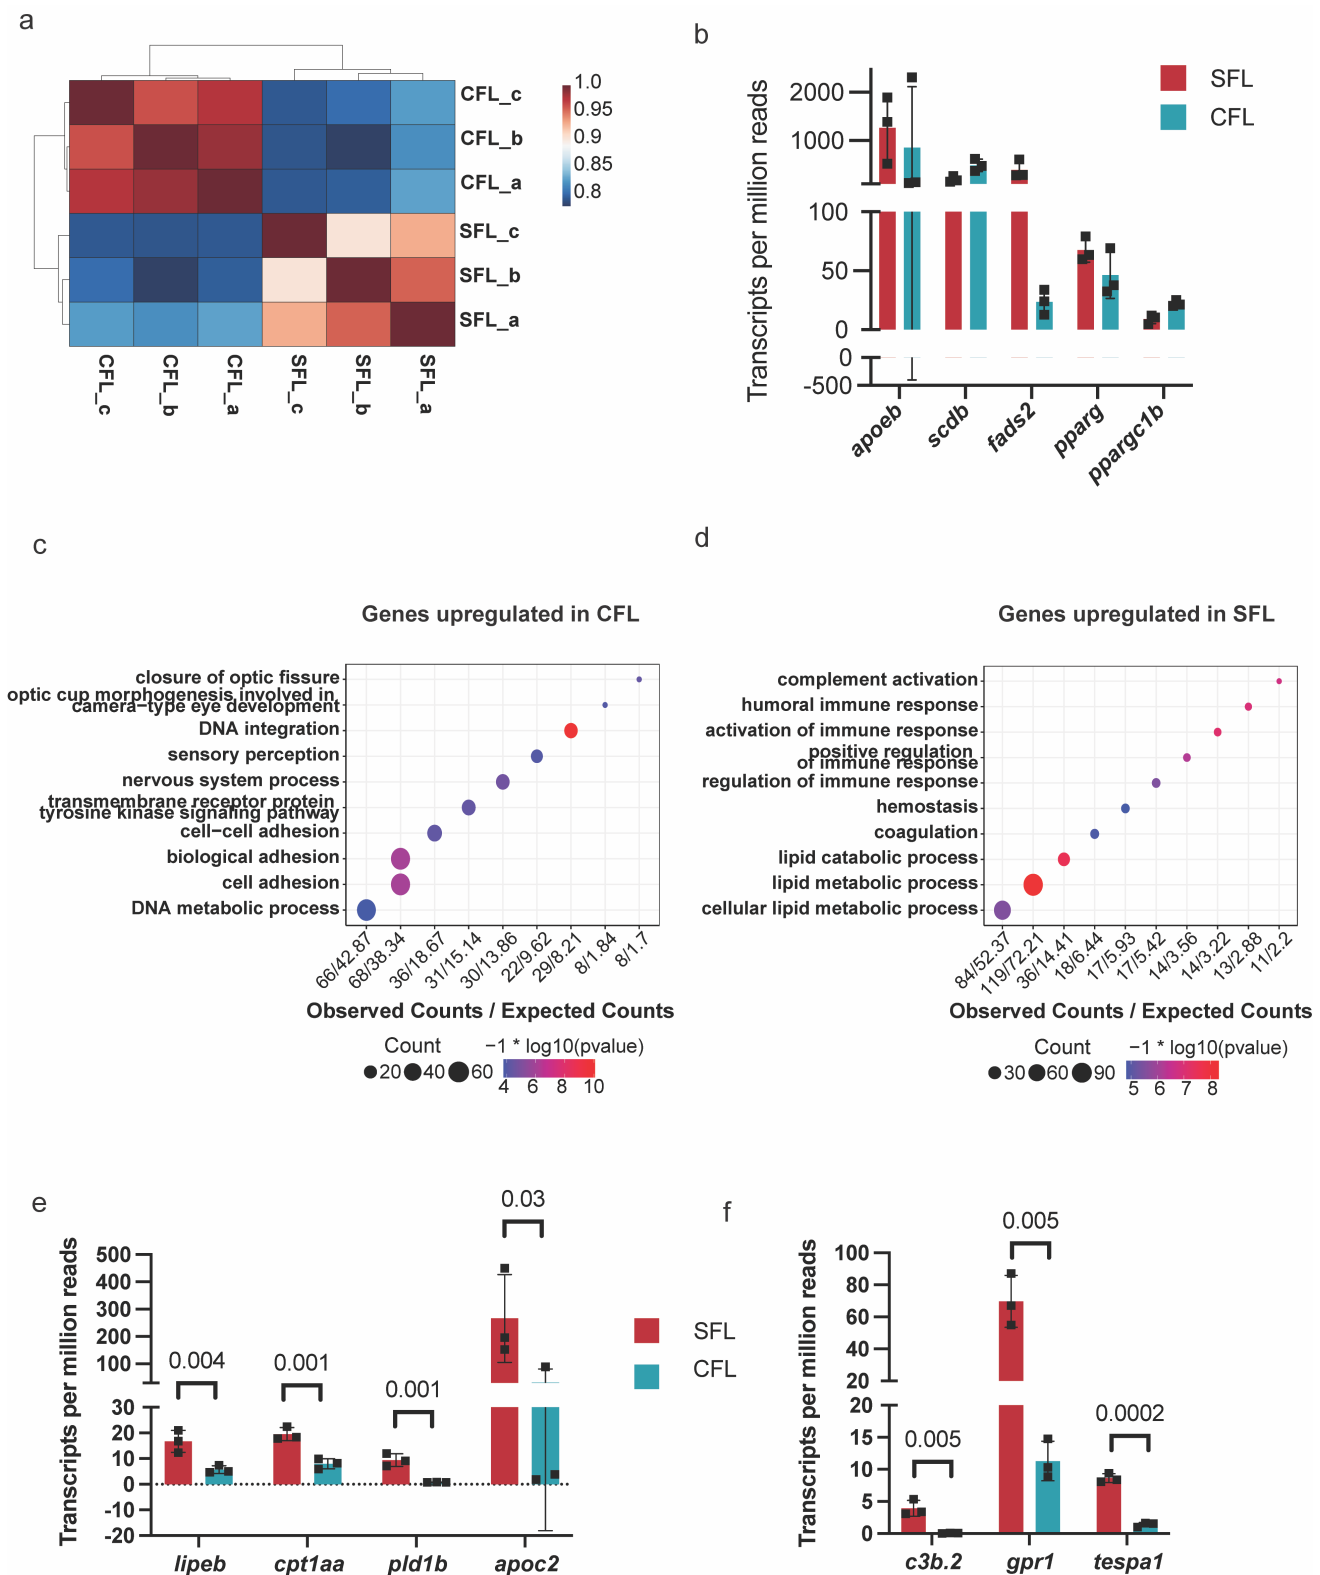 a
CFL_c
CFL_b
CFL_a
SFL_c
SFL_b
SFL_a
1.0
0.95
0.9
0.85
0.8
CFL_c
CFL_b
CFL_a
SFL_c
SFL_b
SFL_a
b
Transcripts per million reads
2000
1000
100
50
0
0
-500
apoeb
scdb
fads2
pparg
ppargc1b
SFL
CFL
c
Genes upregulated in CFL
closure of optic fissure
optic cup morphogenesis involved in
camera−type eye development
DNA integration
sensory perception
nervous system process
transmembrane receptor protein
tyrosine kinase signaling pathway
cell−cell adhesion
biological adhesion
cell adhesion
DNA metabolic process
66/42.87
68/38.34
36/18.67
31/15.14
30/13.86
22/9.62
29/8.21
8/1.84
8/1.7
Observed Counts / Expected Counts
Count
20
40
60
−1 * log10(pvalue)
4
6
8
10
d
Genes upregulated in SFL
complement activation
humoral immune response
activation of immune response
positive regulation
of immune response
regulation of immune response
hemostasis
coagulation
lipid catabolic process
lipid metabolic process
cellular lipid metabolic process
84/52.37
119/72.21
36/14.41
18/6.44
17/5.93
17/5.42
14/3.56
14/3.22
13/2.88
11/2.2
Observed Counts / Expected Counts
Count
30
60
90
−1 * log10(pvalue)
5
6
7
8
e
Transcripts per million reads
500
400
300
200
100
30
20
10
0
-10
-20
0.004
0.001
0.001
0.03
lipeb
cpt1aa
pld1b
apoc2
SFL
CFL
f
Transcripts per million reads
100
80
60
40
20
20
15
10
5
0
0.005
0.005
0.0002
c3b.2
gpr1
tespa1